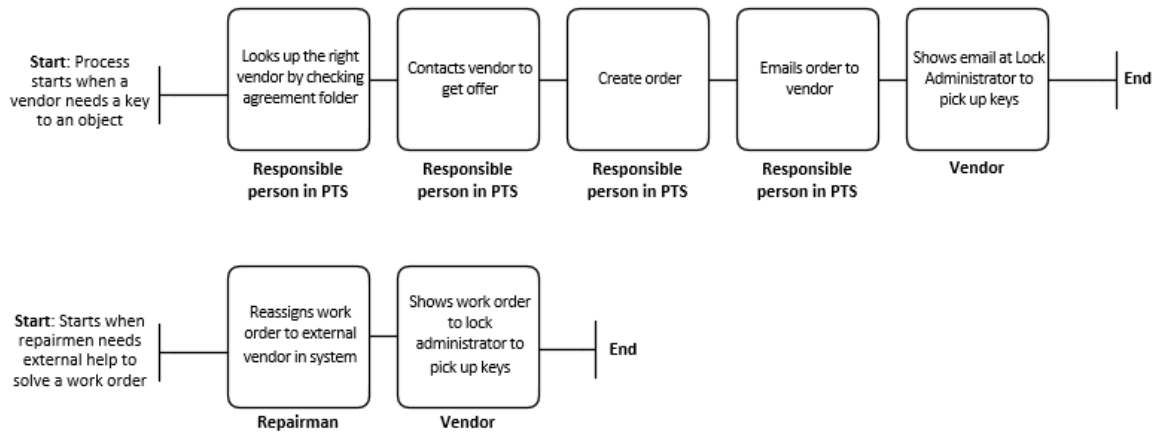 Start: Process
starts when a
vendor needs a key
to an object
Looks up the right
vendor by checking
agreement folder
Responsible
person in PTS
Contacts vendor to
get offer
Responsible
person in PTS
Create order
Responsible
person in PTS
Emails order to
vendor
Responsible
person in PTS
Shows email at Lock
Administrator to
pick up keys
Vendor
End
Start: Starts when
repairmen needs
external help to
solve a work order
Reassigns work
order to external
vendor in system
Repairman
Shows work order
to lock
administrator to
pick up keys
Vendor
End